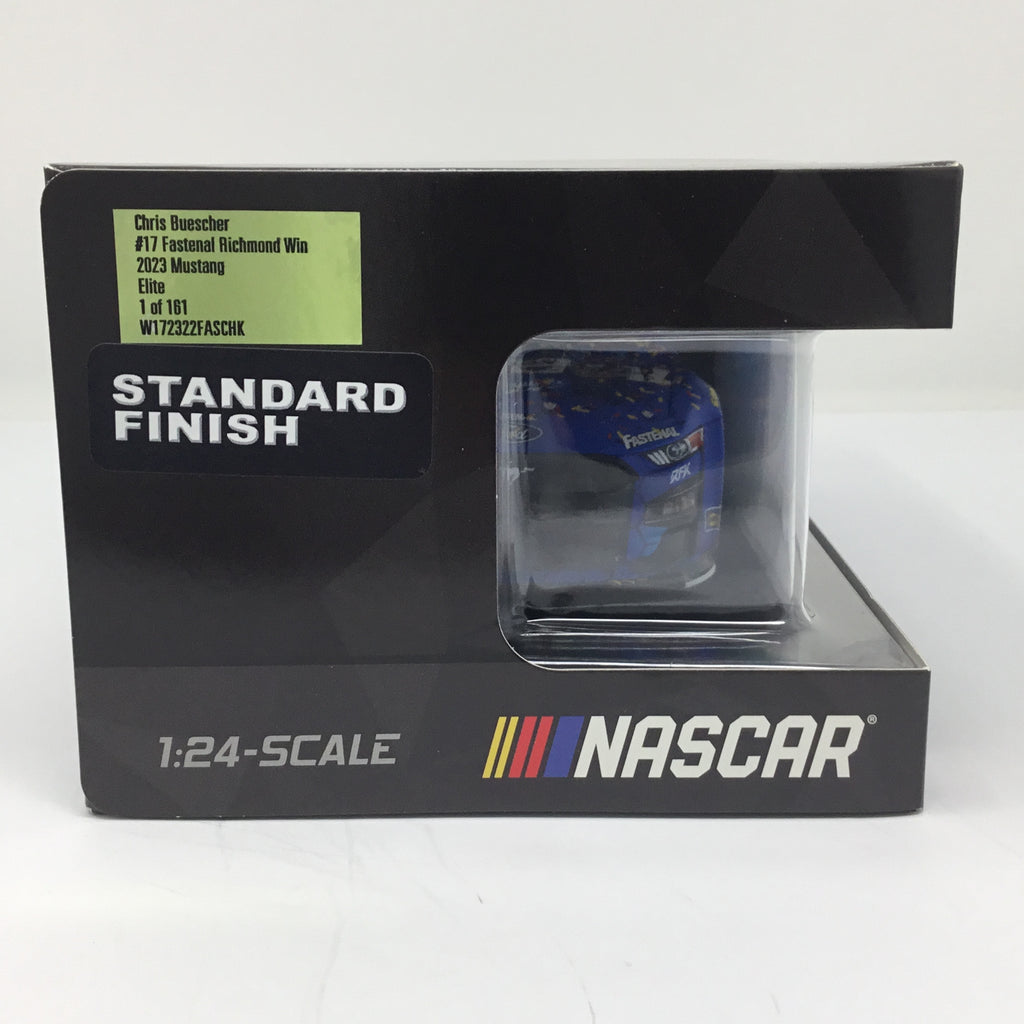 Chris Buescher
#17 Fastenal Richmond Win
2023 Mustang
Elite
1 of 161
W172322FASCHK
STANDARD
FINISH
FASTENAL
RFK
1:24-SCALE
NASCAR®